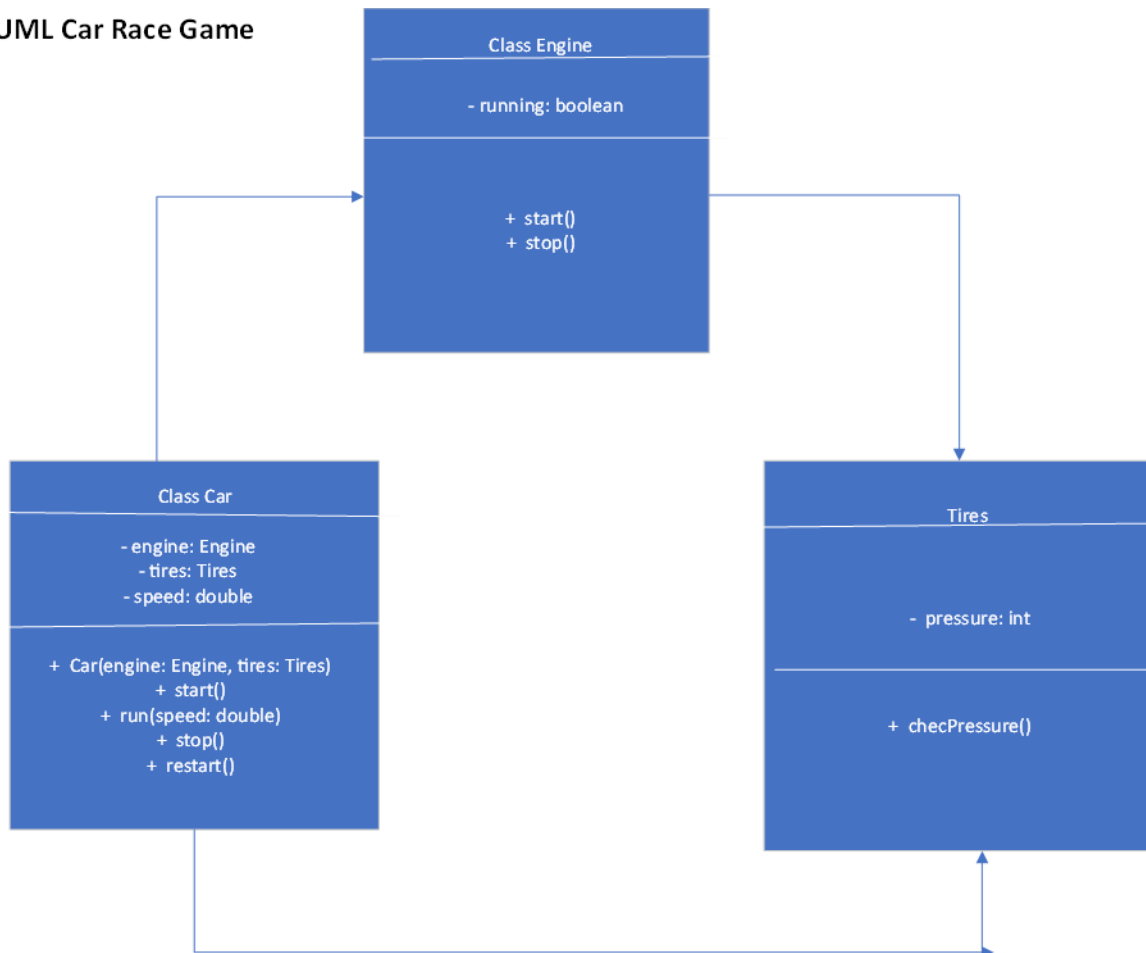 UML Car Race Game
Class Engine
- running: boolean
+ start()
+ stop()
Class Car
- engine: Engine
- tires: Tires
- speed: double
+ Car(engine: Engine, tires: Tires)
+ start()
+ run(speed: double)
+ stop()
+ restart()
Tires
- pressure: int
+ checPressure()